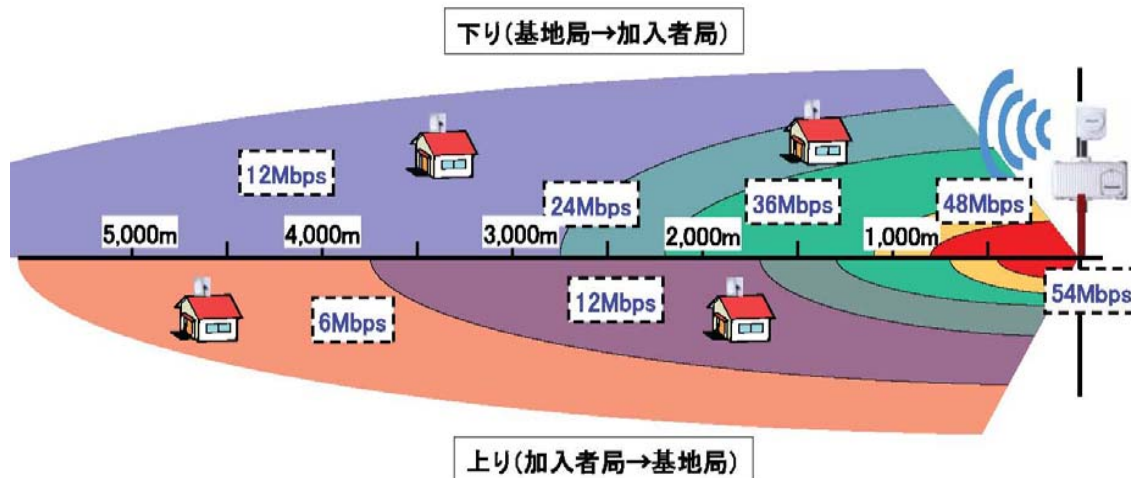 下り(基地局→加入者局)
12Mbps
24Mbps
36Mbps
48Mbps
5,000m
4,000m
3,000m
2,000m
1,000m
54Mbps
12Mbps
6Mbps
上り(加入者局→基地局)